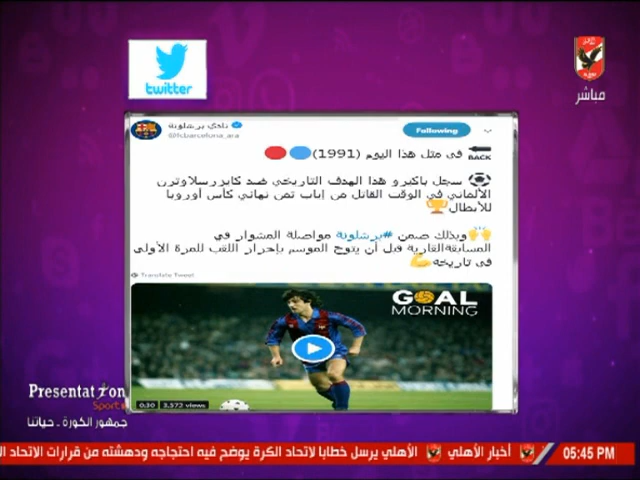 twitter
مباشر
نادي برشلونة
@fcbarcelona_ara
Following
BACK في مثل هذا اليوم (1991)
سجل باكيرو هذا الهدف التاريخي ضد كايزرسلاوترن
الألماني في الوقت القاتل من إياب ثمن نهائي كأس أوروبا
للأبطال
وبذلك ضمن #برشلونة مواصلة المشوار في
المسابقة القارية قبل أن يتوج الموسم بإحراز اللقب للمرة الأولى
في تاريخه
Translate Tweet
GOAL
MORNING
0:30 3,572 views
Presentation
Sports
جمهور الكورة - حياتنا
أخبار الأهلي الأهلي يرسل خطابا لاتحاد الكرة يوضح فيه احتجاجه ودهشته من قرارات الاتحاد
05:45 PM